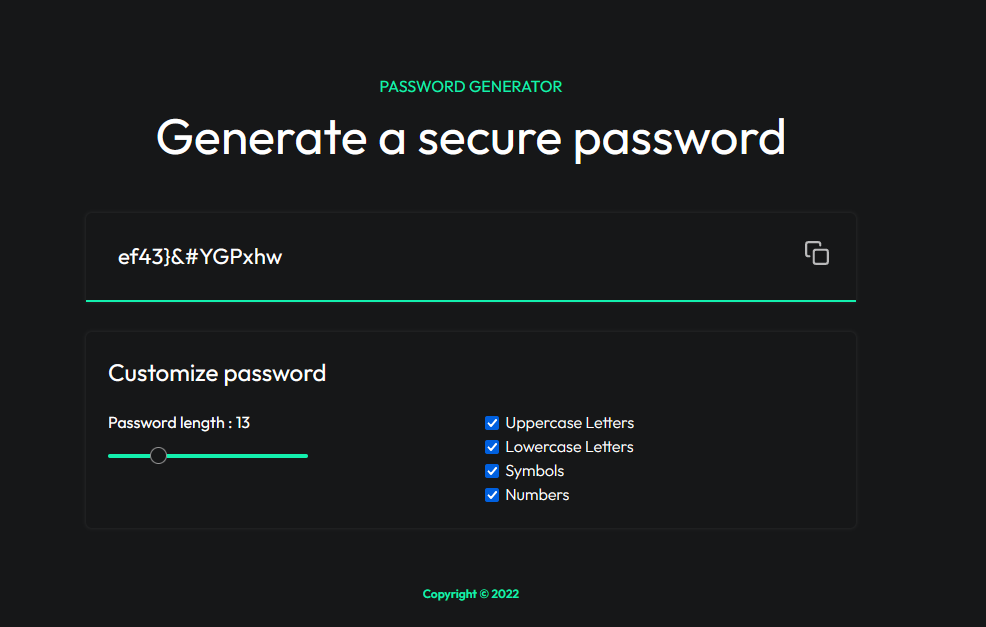 PASSWORD GENERATOR
Generate a secure password
ef43}&#YGPxhw
Customize password
Password length : 13
Uppercase Letters
Lowercase Letters
Symbols
Numbers
Copyright © 2022